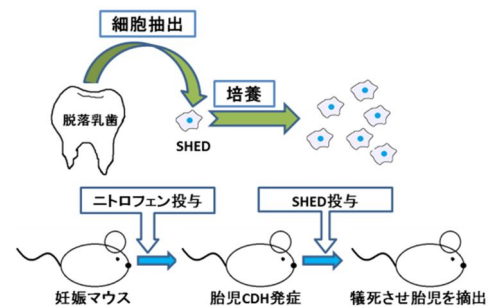 細胞抽出
脱落乳歯
培養
SHED
ニトロフェン投与
SHED投与
妊娠マウス
胎児CDH発症
犠死させ胎児を摘出